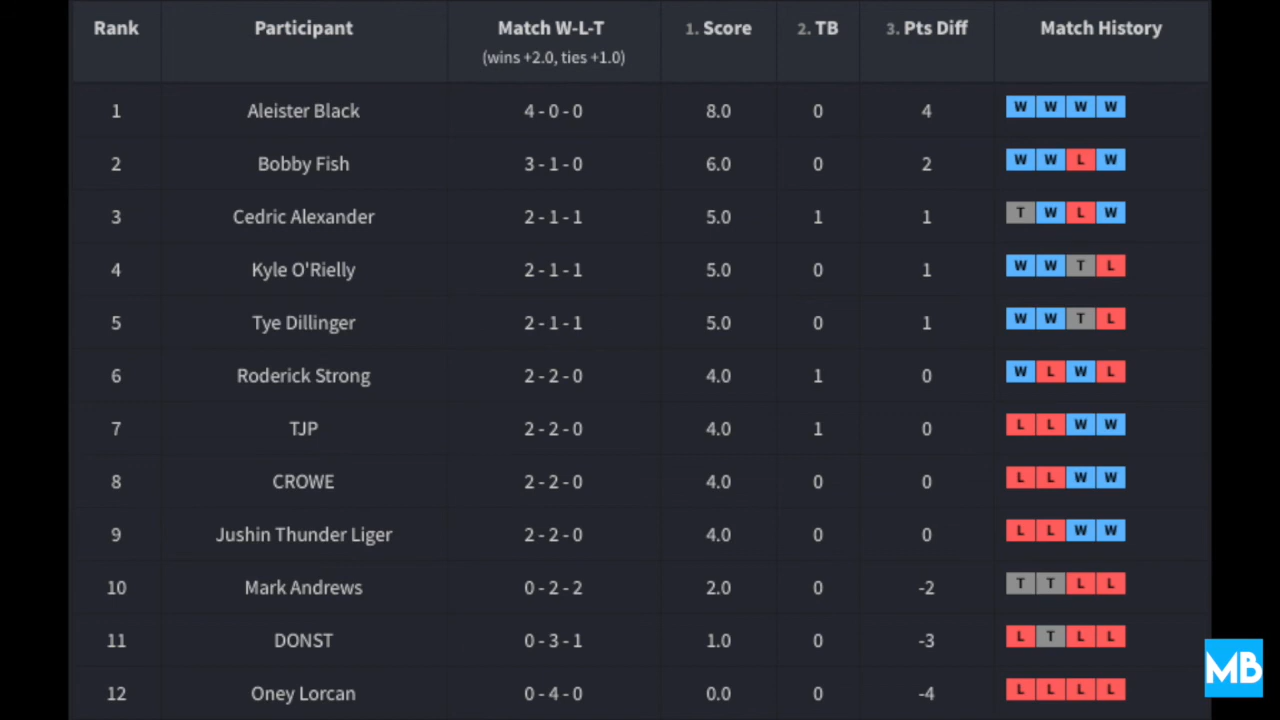 Rank Participant Match W-L-T 1. Score 2. TB 3. Pts Diff Match History
(wins +2.0, ties +1.0)
1 Aleister Black 4 - 0 - 0 8.0 0 4 W W W W
2 Bobby Fish 3 - 1 - 0 6.0 0 2 W W L W
3 Cedric Alexander 2 - 1 - 1 5.0 1 1 T W L W
4 Kyle O'Rielly 2 - 1 - 1 5.0 0 1 W W T L
5 Tye Dillinger 2 - 1 - 1 5.0 0 1 W W T L
6 Roderick Strong 2 - 2 - 0 4.0 1 0 W L W L
7 TJP 2 - 2 - 0 4.0 1 0 L L W W
8 CROWE 2 - 2 - 0 4.0 0 0 L L W W
9 Jushin Thunder Liger 2 - 2 - 0 4.0 0 0 L L W W
10 Mark Andrews 0 - 2 - 2 2.0 0 -2 T T L L
11 DONST 0 - 3 - 1 1.0 0 -3 L T L L
12 Oney Lorcan 0 - 4 - 0 0.0 0 -4 L L L L
MB